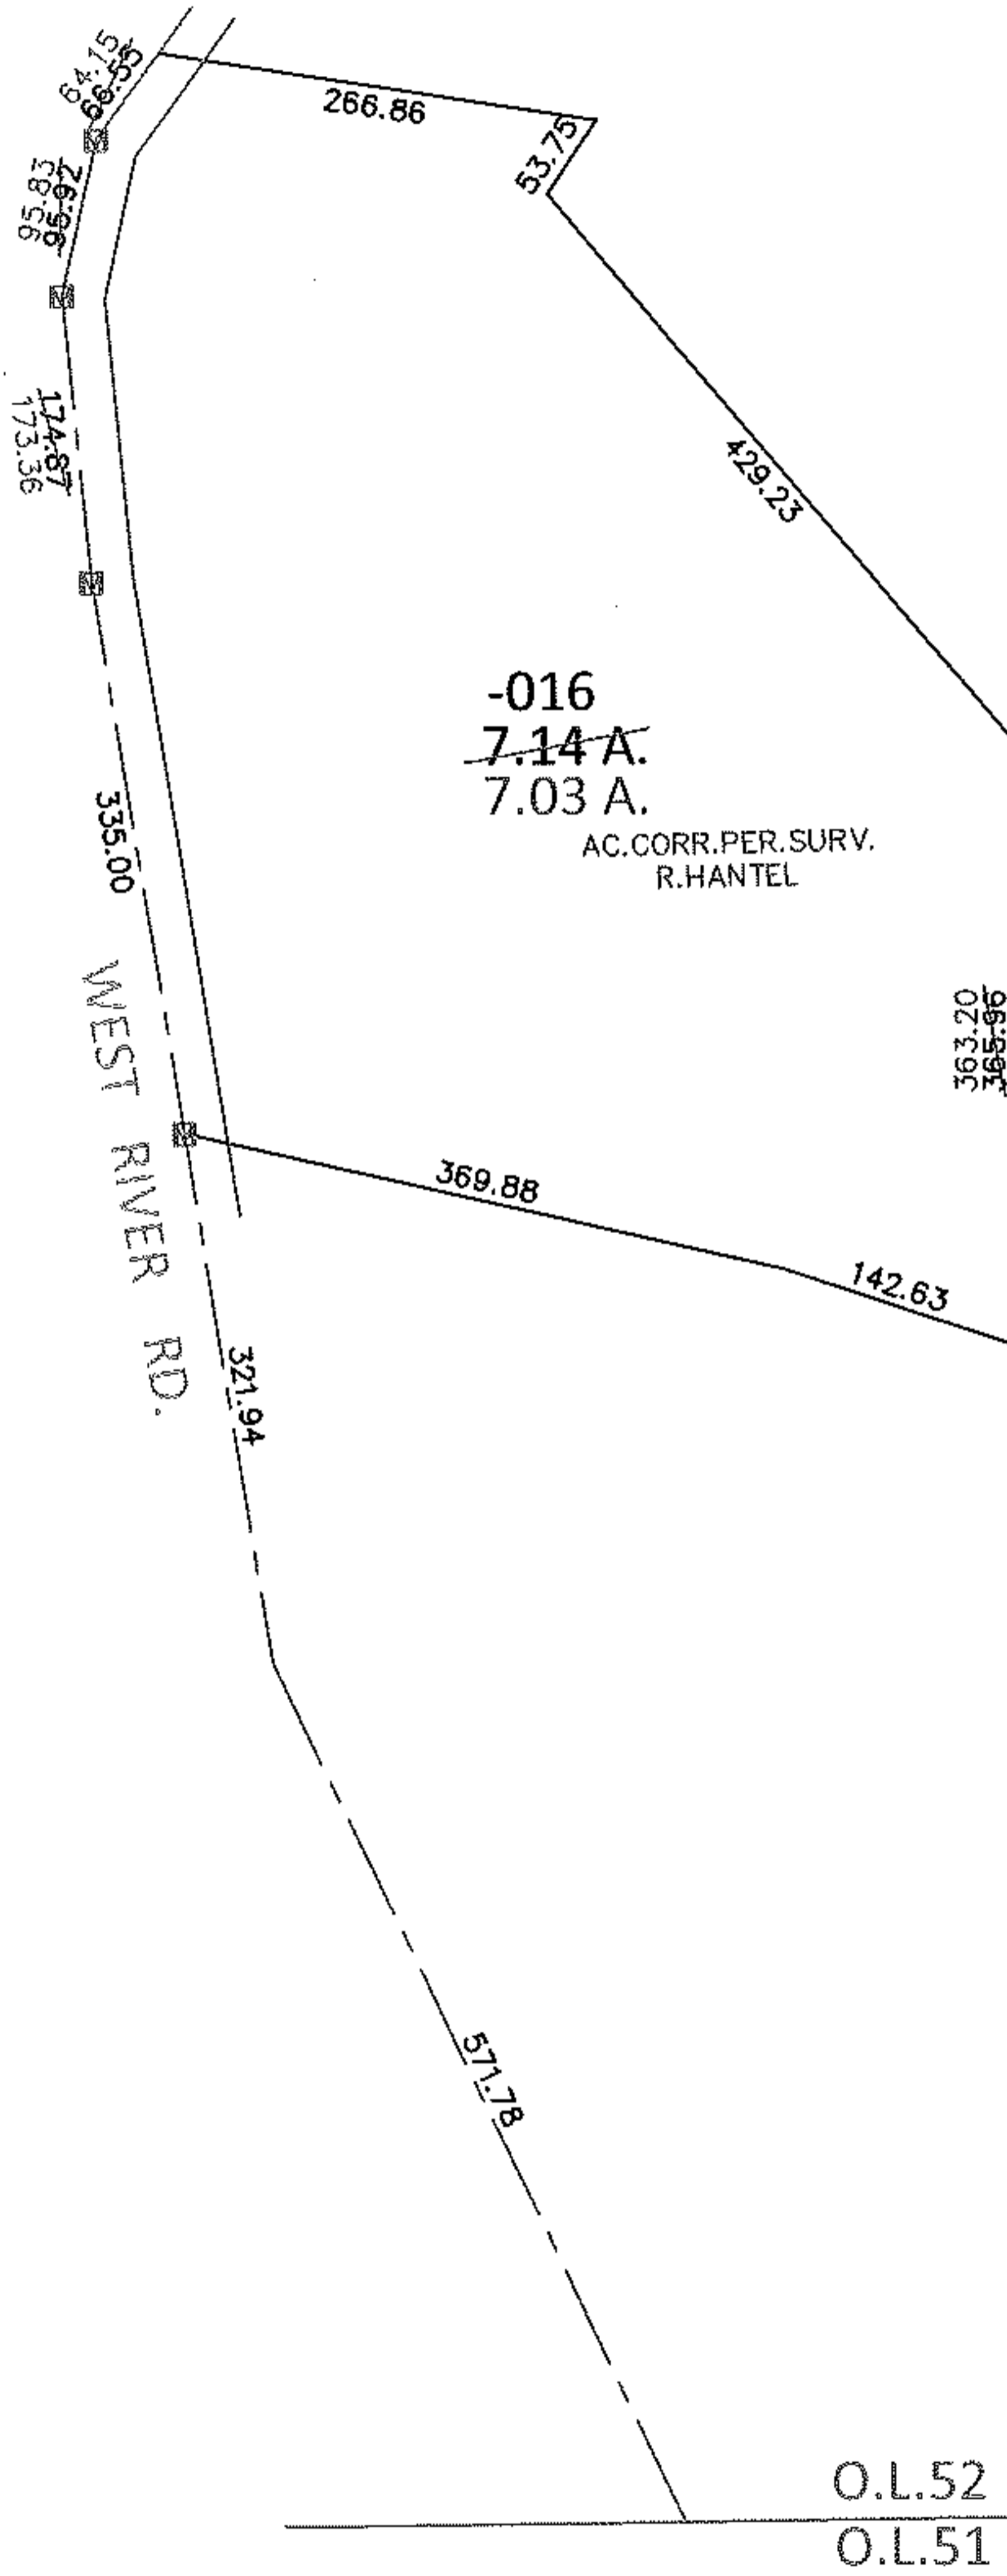 64.15
66.55
266.86
53.75
95.83
95.92
174.87
173.36
429.23
-016
7.14 A.
7.03 A.
AC.CORR.PER.SURV.
R.HANTEL
335.00
WEST RIVER RD.
363.20
365.96
369.88
142.63
321.94
571.78
O.L.52
O.L.51